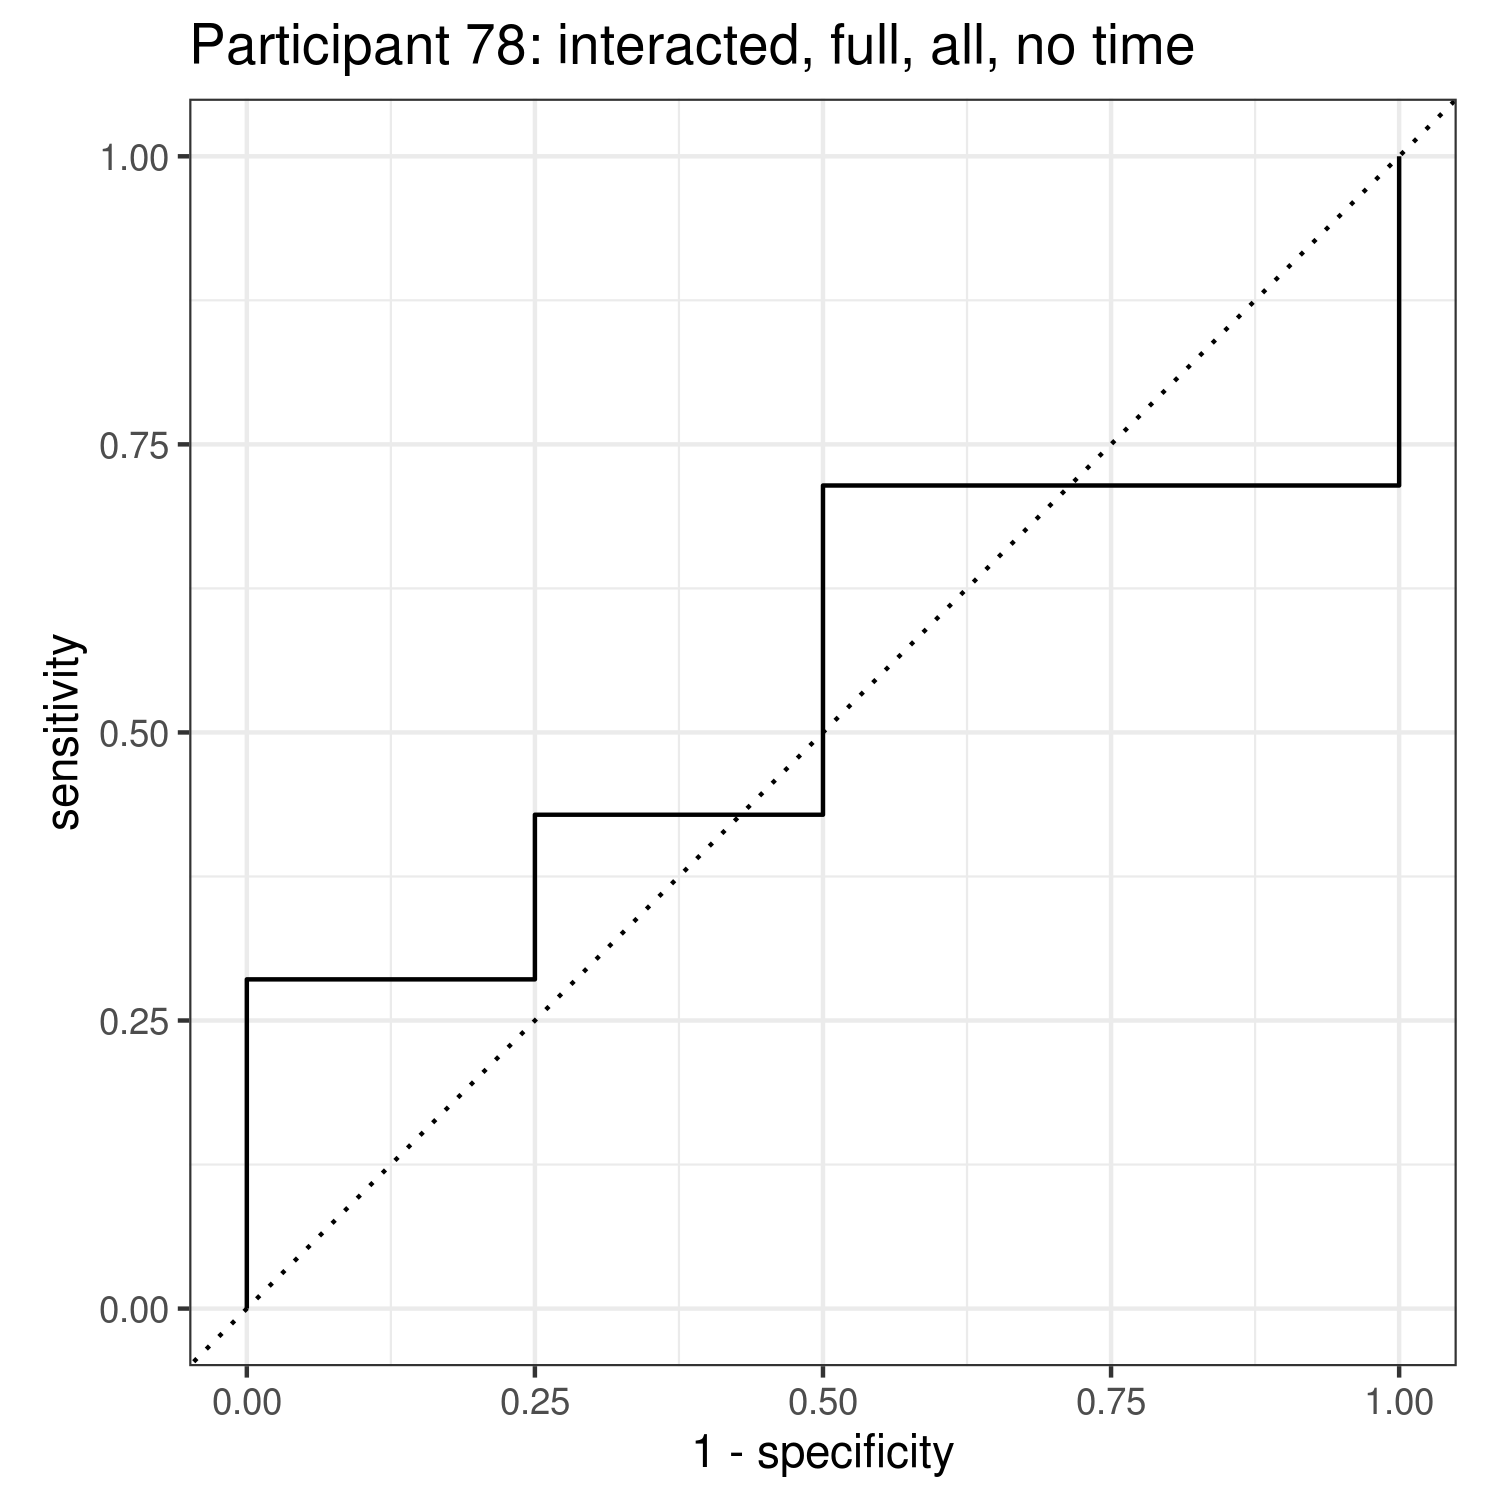 Participant 78: interacted, full, all, no time
1.00
0.75
0.50
0.25
0.00
sensitivity
0.00 0.25 0.50 0.75 1.00
1 - specificity